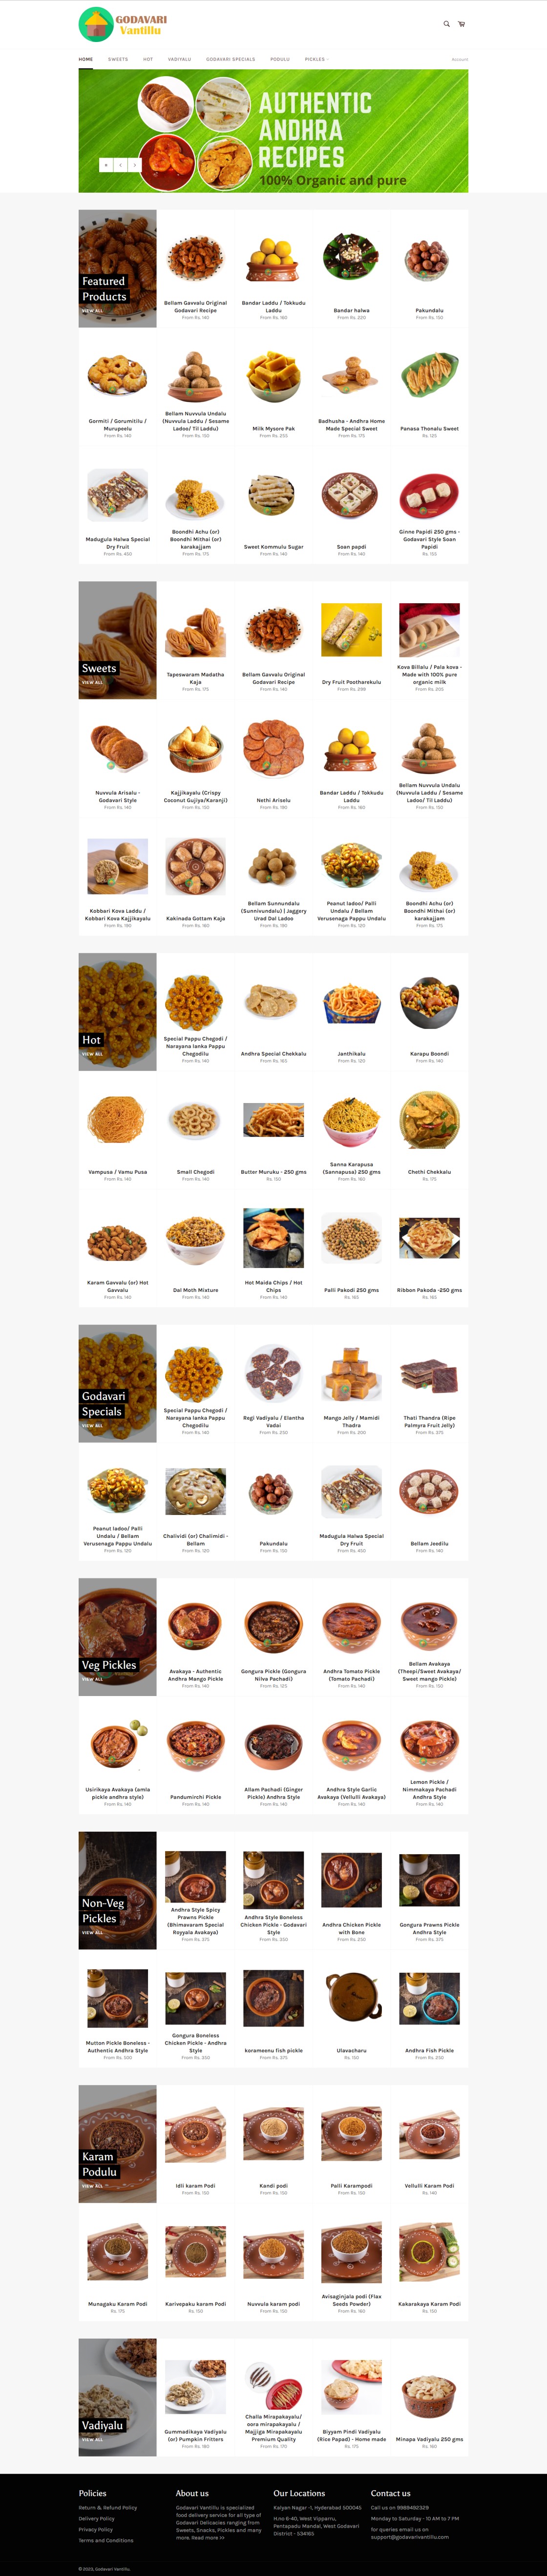 GODAVARI
Vantillu
HOME SWEETS HOT VADIYALU GODAVARI SPECIALS PODULU PICKLES Account
AUTHENTIC
ANDHRA
RECIPES
100% Organic and pure
Featured
Products
VIEW ALL
Bellam Gavvalu Original
Godavari Recipe
From Rs. 140
Bandar Laddu / Tokkudu
Laddu
From Rs. 160
Bandar halwa
From Rs. 220
Pakundalu
From Rs. 150
Gormiti / Gorumitilu /
Murupeelu
From Rs. 140
Bellam Nuvvula Undalu
(Nuvvula Laddu / Sesame
Ladoo/ Til Laddu)
From Rs. 150
Milk Mysore Pak
From Rs. 205
Badhusha - Andhra Home
Made Special Sweet
From Rs. 175
Panasa Thonalu Sweet
Rs. 125
Madugula Halwa Special
Dry Fruit
From Rs. 450
Boondhi Achu (or)
Boondhi Mithai (or)
karakajjam
From Rs. 175
Sweet Kommulu Sugar
From Rs. 140
Soan papdi
From Rs. 140
Ginne Papidi 250 gms -
Godavari Style Soan
Papidi
Rs. 150
Sweets
VIEW ALL
Tapeswaram Madatha
Kaja
From Rs. 175
Bellam Gavvalu Original
Godavari Recipe
From Rs. 140
Dry Fruit Pootharekulu
From Rs. 299
Kova Billalu / Pala kova -
Made with 100% pure
organic milk
From Rs. 205
Nuvvula Arisalu -
Godavari Style
From Rs. 140
Kajjikayalu (Crispy
Coconut Gujiya/Karanji)
From Rs. 150
Nethi Ariselu
From Rs. 180
Bandar Laddu / Tokkudu
Laddu
From Rs. 160
Bellam Nuvvula Undalu
(Nuvvula Laddu / Sesame
Ladoo/ Til Laddu)
From Rs. 150
Kobbari Kova Laddu /
Kobbari Kova Kajjikayalu
From Rs. 180
Kakinada Gottam Kaja
From Rs. 160
Bellam Sunnundalu
(Sunnivundalu) | Jaggery
Urad Dal Ladoo
From Rs. 180
Peanut ladoo/ Palli
Undalu / Bellam
Verusenaga Pappu Undalu
From Rs. 120
Boondhi Achu (or)
Boondhi Mithai (or)
karakajjam
From Rs. 175
Hot
VIEW ALL
Special Pappu Chegodi /
Narayana lanka Pappu
Chegodilu
From Rs. 140
Andhra Special Chekkalu
From Rs. 165
Janthikalu
From Rs. 120
Karapu Boondi
From Rs. 140
Vampusa / Vamu Pusa
From Rs. 140
Small Chegodi
From Rs. 140
Butter Muruku - 250 gms
Rs. 150
Sanna Karapusa
(Sannapusa) 250 gms
From Rs. 160
Chethi Chekkalu
Rs. 175
Karam Gavvalu (or) Hot
Gavvalu
From Rs. 140
Dal Moth Mixture
From Rs. 140
Hot Maida Chips / Hot
Chips
From Rs. 140
Palli Pakodi 250 gms
Rs. 165
Ribbon Pakoda -250 gms
Rs. 165
Godavari
Specials
VIEW ALL
Special Pappu Chegodi /
Narayana lanka Pappu
Chegodilu
From Rs. 140
Regi Vadiyalu / Elantha
Vadai
From Rs. 250
Mango Jelly / Mamidi
Thadra
From Rs. 200
Thati Thandra (Ripe
Palmyra Fruit Jelly)
From Rs. 375
Peanut ladoo/ Palli
Undalu / Bellam
Verusenaga Pappu Undalu
From Rs. 120
Chalividi (or) Chalimidi -
Bellam
From Rs. 120
Pakundalu
From Rs. 150
Madugula Halwa Special
Dry Fruit
From Rs. 450
Bellam Jeedilu
From Rs. 140
Veg Pickles
VIEW ALL
Avakaya - Authentic
Andhra Mango Pickle
From Rs. 140
Gongura Pickle (Gongura
Nilva Pachadi)
From Rs. 125
Andhra Tomato Pickle
(Tomato Pachadi)
From Rs. 140
Bellam Avakaya
(Theepi/Sweet Avakaya/
Sweet mango Pickle)
From Rs. 150
Usirikaya Avakaya (amla
pickle andhra style)
From Rs. 140
Pandumirchi Pickle
From Rs. 140
Allam Pachadi (Ginger
Pickle) Andhra Style
From Rs. 140
Andhra Style Garlic
Avakaya (Vellulli Avakaya)
From Rs. 140
Lemon Pickle /
Nimmakaya Pachadi
Andhra Style
From Rs. 140
Non-Veg
Pickles
VIEW ALL
Andhra Style Spicy
Prawns Pickle
(Bhimavaram Special
Royyala Avakaya)
From Rs. 375
Andhra Style Boneless
Chicken Pickle - Godavari
Style
From Rs. 350
Andhra Chicken Pickle
with Bone
From Rs. 250
Gongura Prawns Pickle
Andhra Style
From Rs. 375
Mutton Pickle Boneless -
Authentic Andhra Style
From Rs. 500
Gongura Boneless
Chicken Pickle - Andhra
Style
From Rs. 350
korameenu fish pickle
From Rs. 375
Ulavacharu
Rs. 150
Andhra Fish Pickle
From Rs. 250
Karam
Podulu
VIEW ALL
Idli karam Podi
From Rs. 150
Kandi podi
From Rs. 150
Palli Karampodi
From Rs. 150
Vellulli Karam Podi
Rs. 140
Munagaku Karam Podi
Rs. 175
Karivepaku karam Podi
Rs. 150
Nuvvula karam podi
From Rs. 150
Avisaginjala podi (Flax
Seeds Powder)
From Rs. 160
Kakarakaya Karam Podi
Rs. 150
Vadiyalu
VIEW ALL
Gummadikaya Vadiyalu
(or) Pumpkin Fritters
From Rs. 180
Challa Mirapakayalu/
oora mirapakayalu /
Majjiga Mirapakayalu
Premium Quality
From Rs. 170
Biyyam Pindi Vadiyalu
(Rice Papad) - Home made
Rs. 175
Minapa Vadiyalu 250 gms
Rs. 160
Policies
Return & Refund Policy
Delivery Policy
Privacy Policy
Terms and Conditions
About us
Godavari Vantillu is specialized
food delivery service for all type of
Godavari Delicacies ranging from
Sweets, Snacks, Pickles and many
more. Read more >>
Our Locations
Kalyan Nagar -1, Hyderabad 500045
H.no 6-40, West Vipparru,
Pentapadu Mandal, West Godavari
District - 534165
Contact us
Call us on 9989492329
Monday to Saturday - 10 AM to 7 PM
for queries email us on
support@godavarivantillu.com
© 2023, Godavari Vantillu